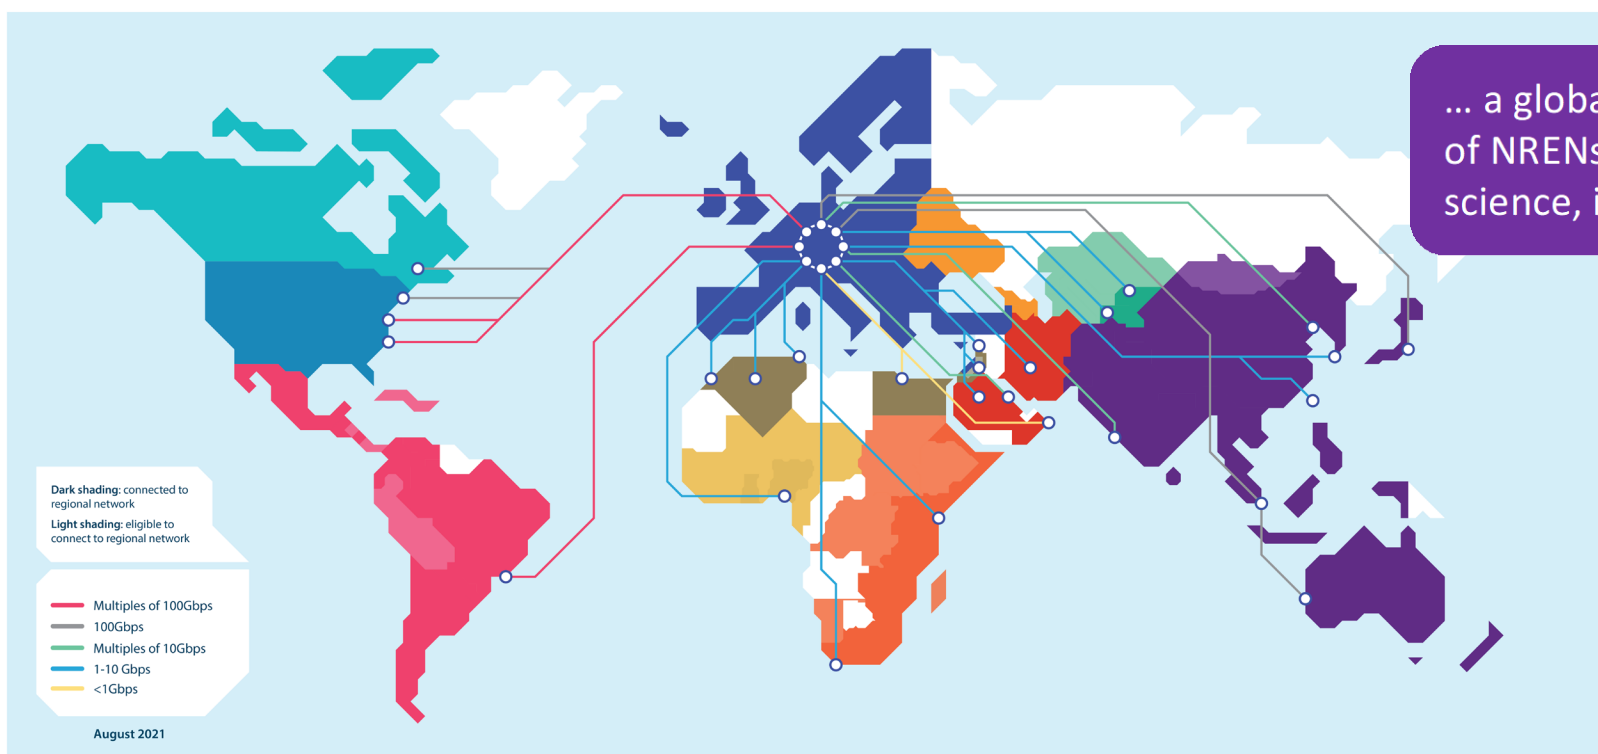 ... a globa
of NRENs
science, i
Dark shading: connected to
regional network
Light shading: eligible to
connect to regional network
Multiples of 100Gbps
100Gbps
Multiples of 10Gbps
1-10 Gbps
<1Gbps
August 2021